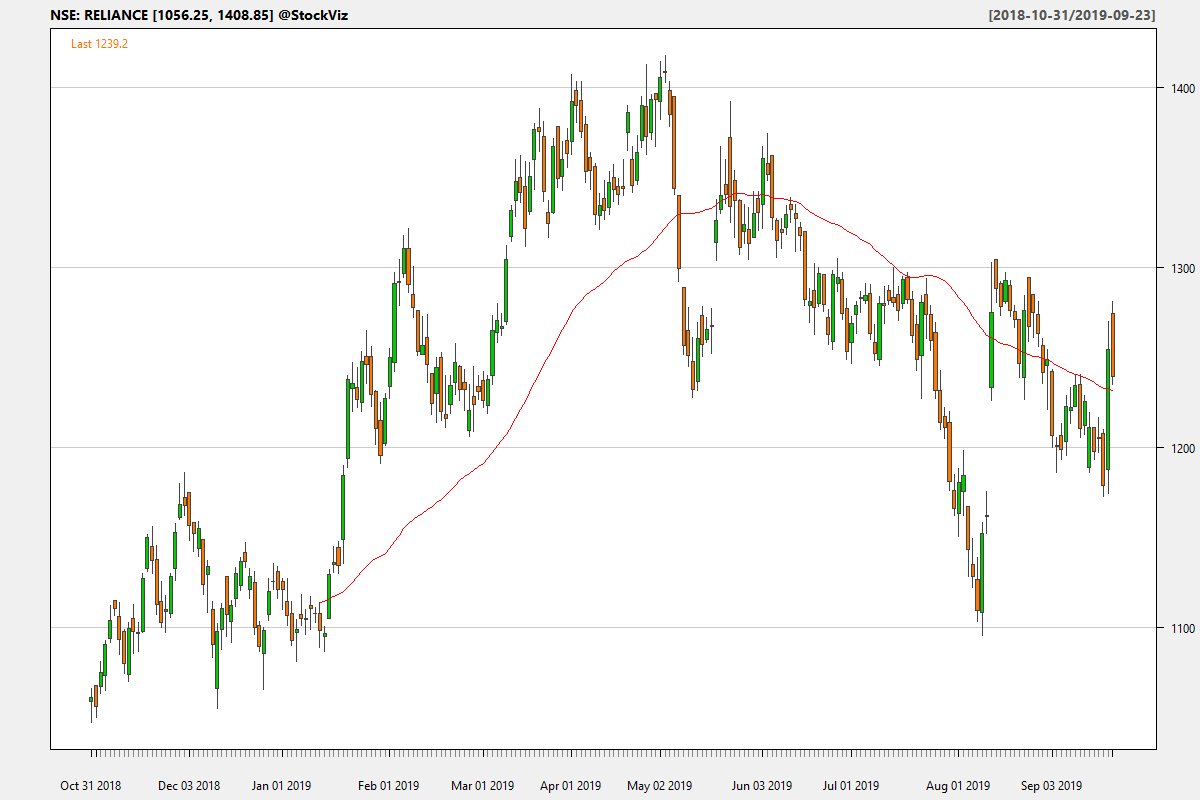 NSE: RELIANCE [1056.25, 1408.85] @StockViz
[2018-10-31/2019-09-23]
Last 1239.2
1400
1300
1200
1100
Oct 31 2018
Dec 03 2018
Jan 01 2019
Feb 01 2019
Mar 01 2019
Apr 01 2019
May 02 2019
Jun 03 2019
Jul 01 2019
Aug 01 2019
Sep 03 2019